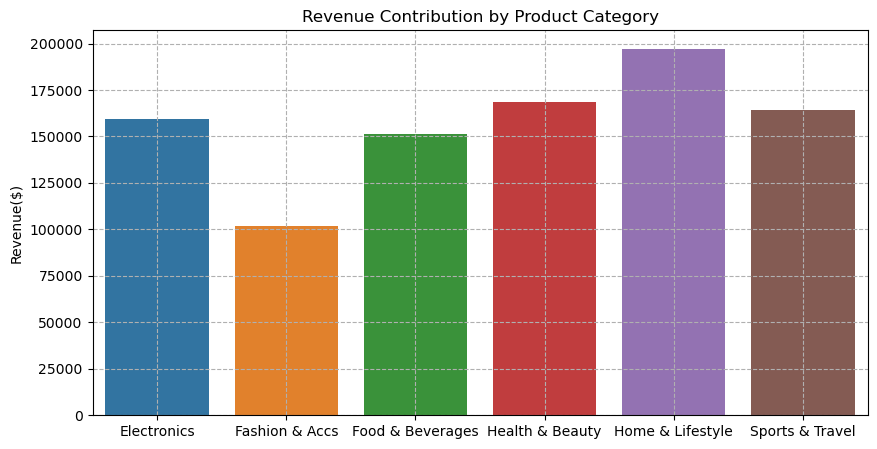 Revenue Contribution by Product Category
Revenue($)
200000
175000
150000
125000
100000
75000
50000
25000
0
Electronics
Fashion & Accs
Food & Beverages
Health & Beauty
Home & Lifestyle
Sports & Travel